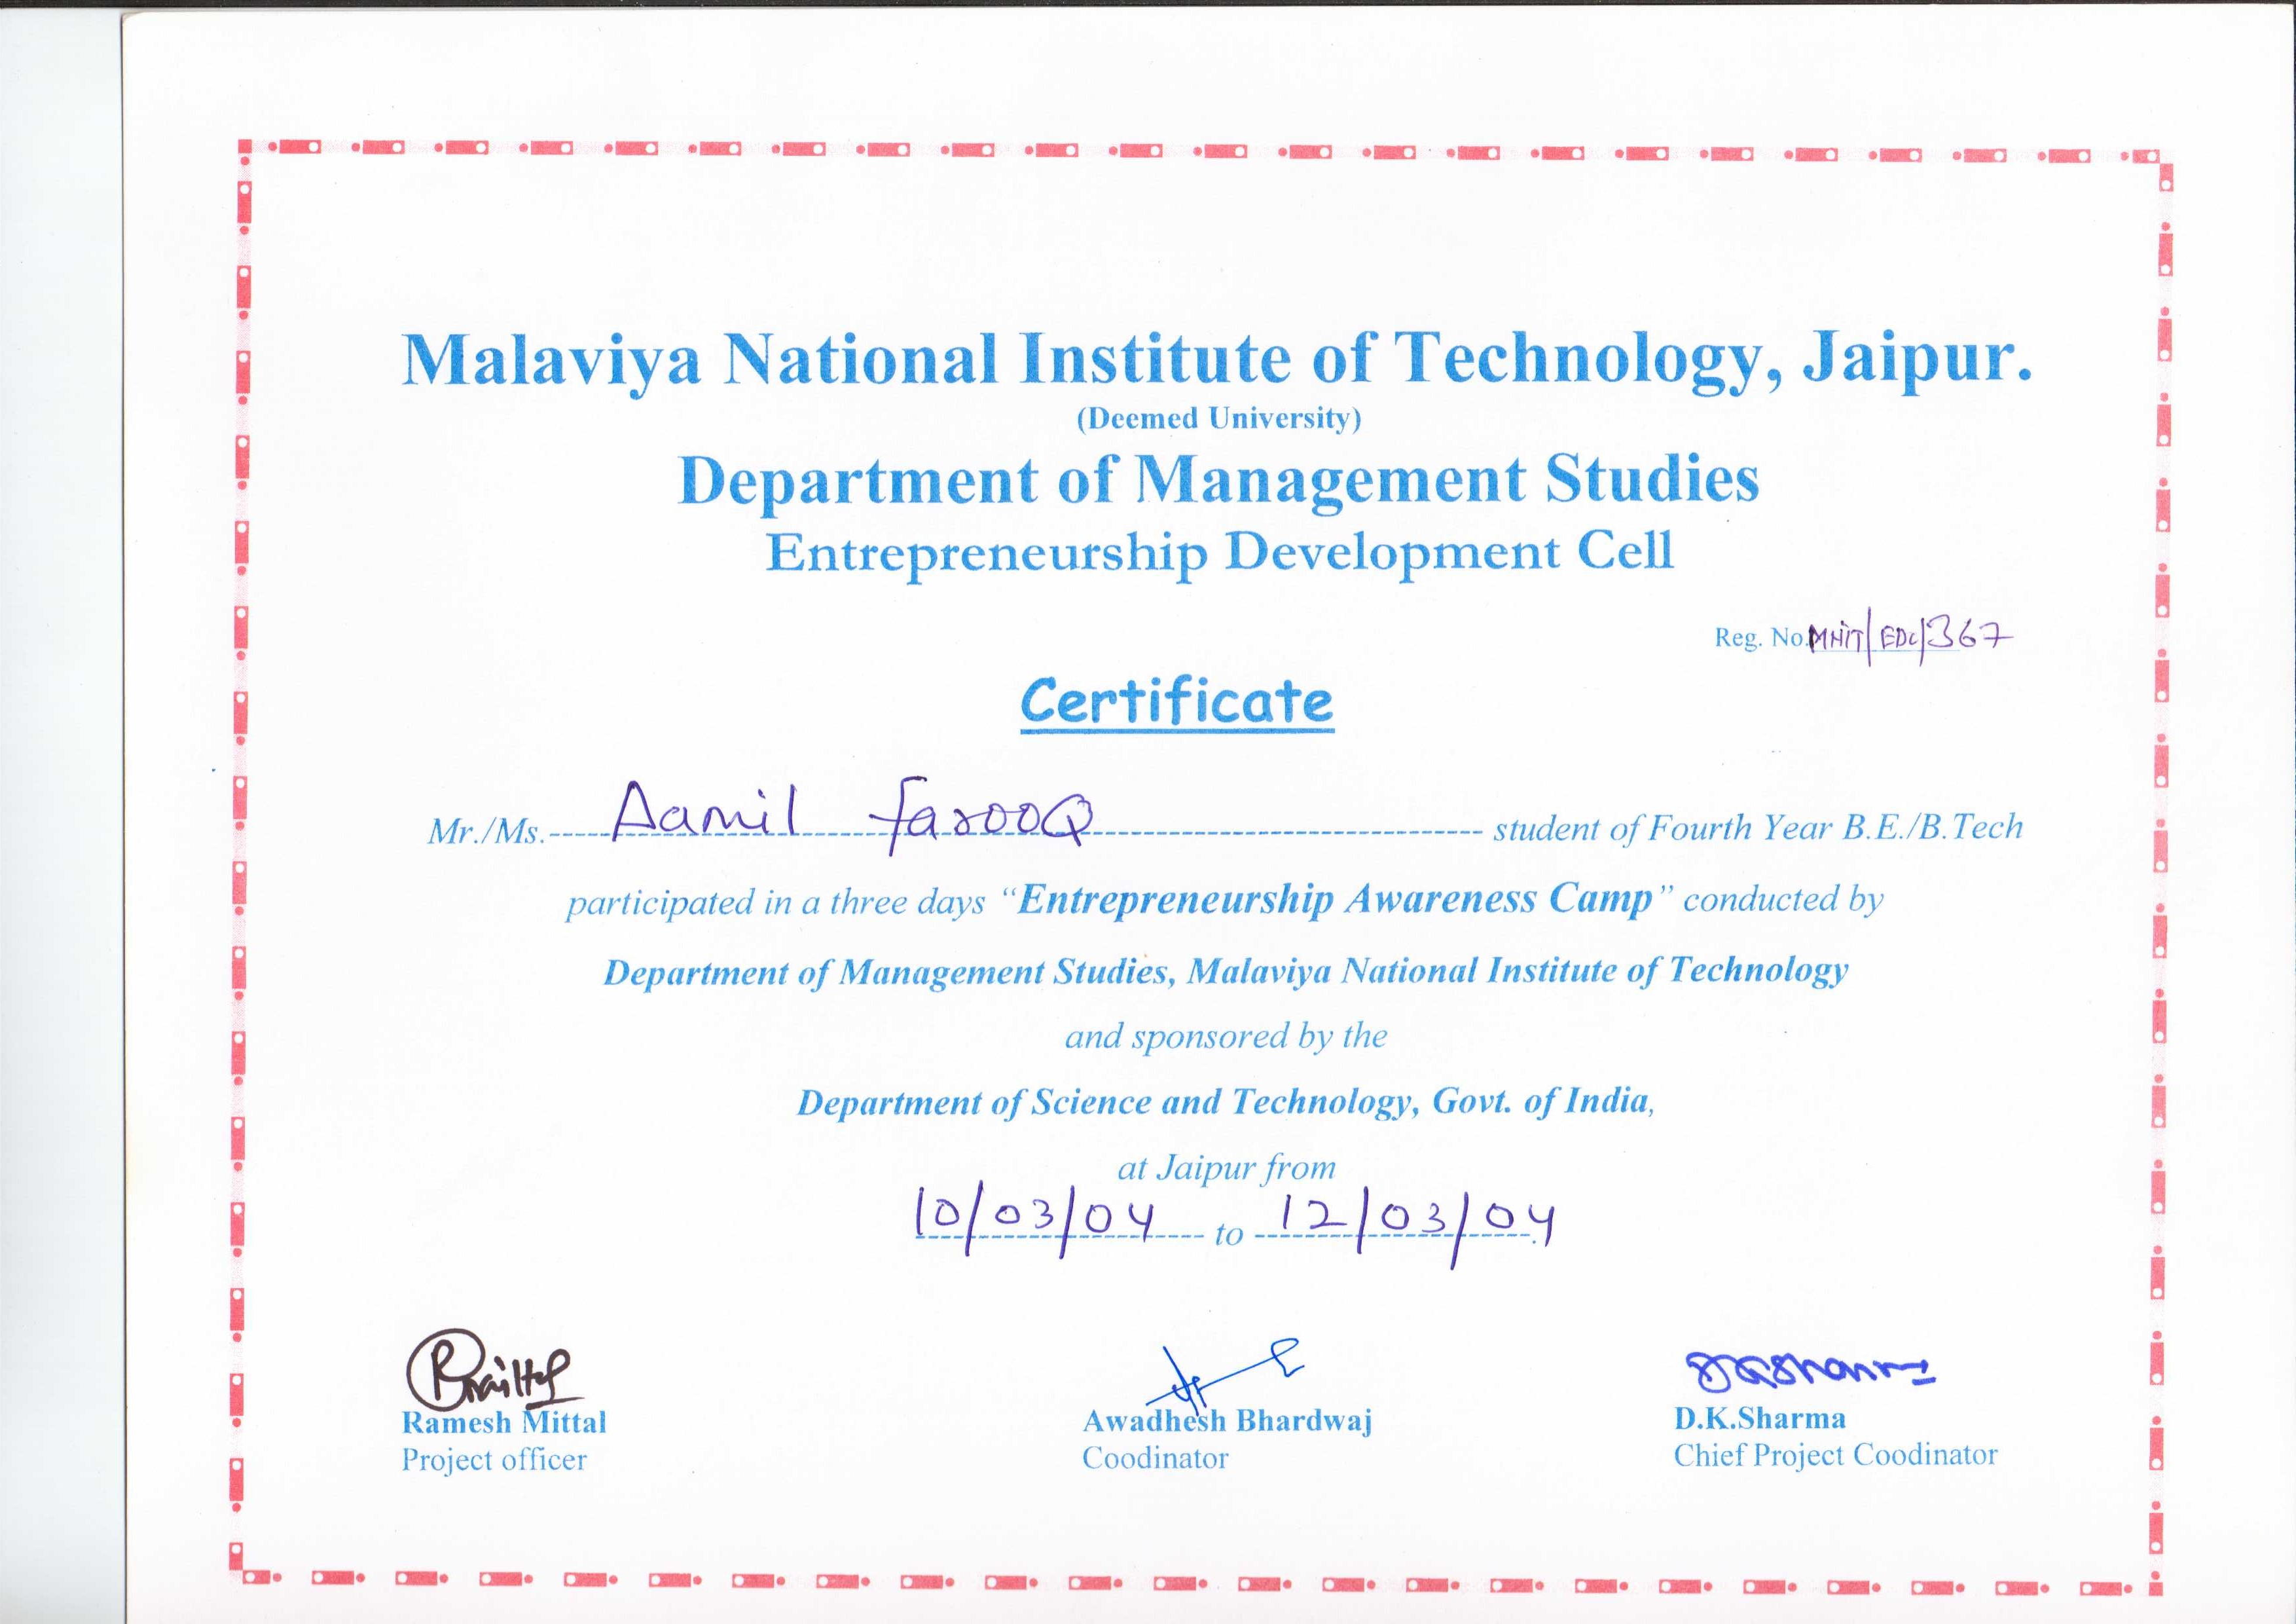 Malaviya National Institute of Technology, Jaipur.
(Deemed University)
Department of Management Studies
Entrepreneurship Development Cell
Reg. No.MNIT/EDC/367
Certificate
Mr./Ms.-----Aamil farooQ----- student of Fourth Year B.E./B.Tech
participated in a three days “Entrepreneurship Awareness Camp” conducted by
Department of Management Studies, Malaviya National Institute of Technology
and sponsored by the
Department of Science and Technology, Govt. of India,
at Jaipur from
10/03/04 ---- to 12/03/04.
Ramesh Mittal
Project officer
Awadhesh Bhardwaj
Coodinator
DKSharma
D.K.Sharma
Chief Project Coodinator